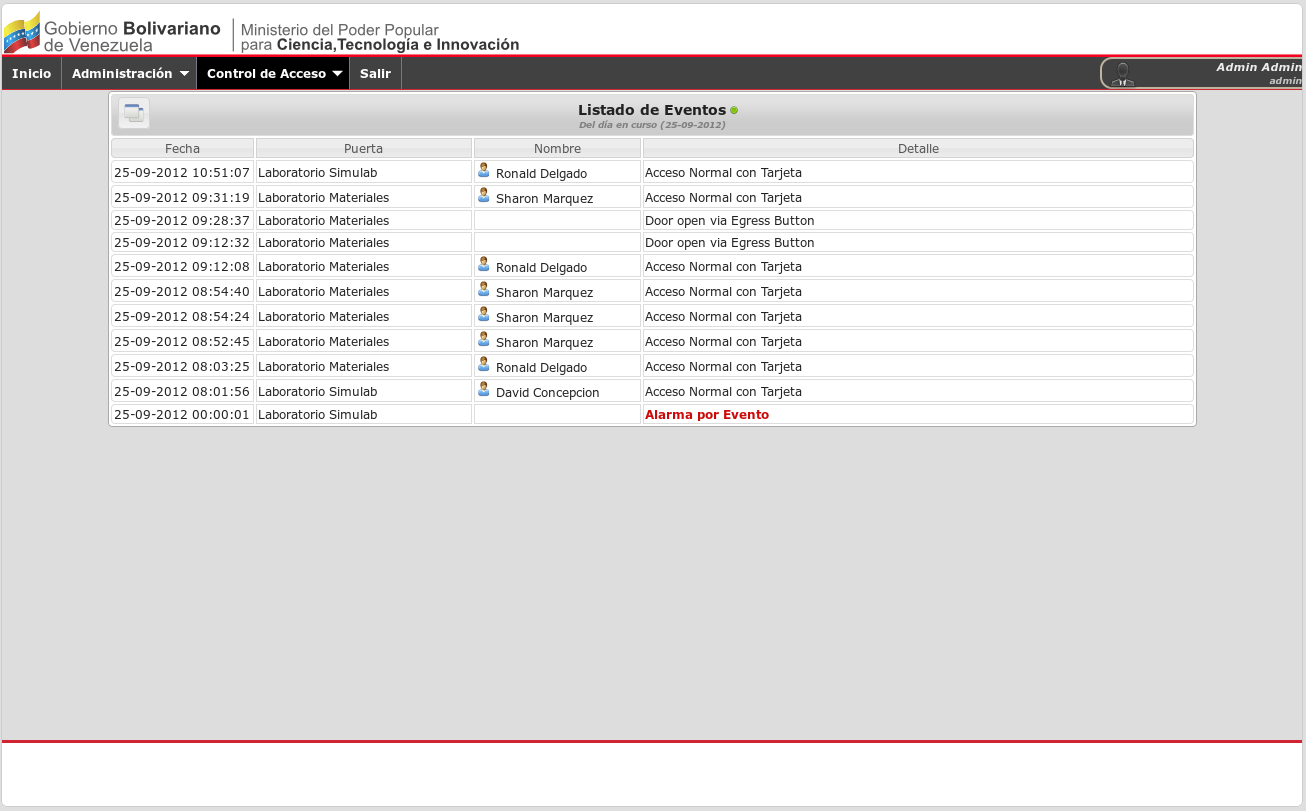 Gobierno Bolivariano
de Venezuela
Ministerio del Poder Popular
para Ciencia,Tecnología e Innovación
Inicio Administración Control de Acceso Salir
Admin Admin
admin
Listado de Eventos
Del día en curso (25-09-2012)
Fecha Puerta Nombre Detalle
25-09-2012 10:51:07 Laboratorio Simulab Ronald Delgado Acceso Normal con Tarjeta
25-09-2012 09:31:19 Laboratorio Materiales Sharon Marquez Acceso Normal con Tarjeta
25-09-2012 09:28:37 Laboratorio Materiales Door open via Egress Button
25-09-2012 09:12:32 Laboratorio Materiales Door open via Egress Button
25-09-2012 09:12:08 Laboratorio Materiales Ronald Delgado Acceso Normal con Tarjeta
25-09-2012 08:54:40 Laboratorio Materiales Sharon Marquez Acceso Normal con Tarjeta
25-09-2012 08:54:24 Laboratorio Materiales Sharon Marquez Acceso Normal con Tarjeta
25-09-2012 08:52:45 Laboratorio Materiales Sharon Marquez Acceso Normal con Tarjeta
25-09-2012 08:03:25 Laboratorio Materiales Ronald Delgado Acceso Normal con Tarjeta
25-09-2012 08:01:56 Laboratorio Simulab David Concepcion Acceso Normal con Tarjeta
25-09-2012 00:00:01 Laboratorio Simulab Alarma por Evento